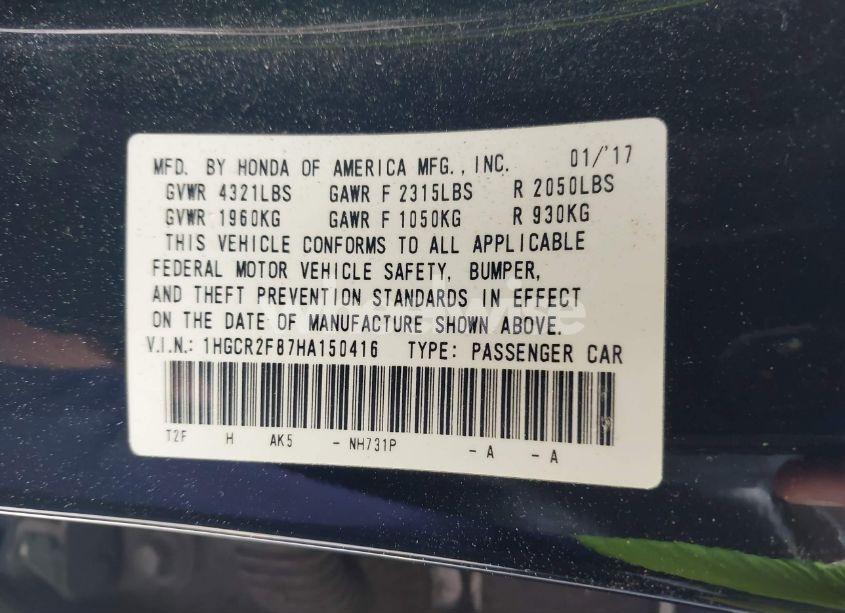 MFD. BY HONDA OF AMERICA MFG., INC. 01/'17
GVWR 4321LBS GAWR F 2315LBS R 2050LBS
GVWR 1960KG GAWR F 1050KG R 930KG
THIS VEHICLE CONFORMS TO ALL APPLICABLE
FEDERAL MOTOR VEHICLE SAFETY, BUMPER,
AND THEFT PREVENTION STANDARDS IN EFFECT
ON THE DATE OF MANUFACTURE SHOWN ABOVE.
V.I.N.: 1HGCR2F87HA150416 TYPE: PASSENGER CAR
T2F H AK5 - NH731P - A - A